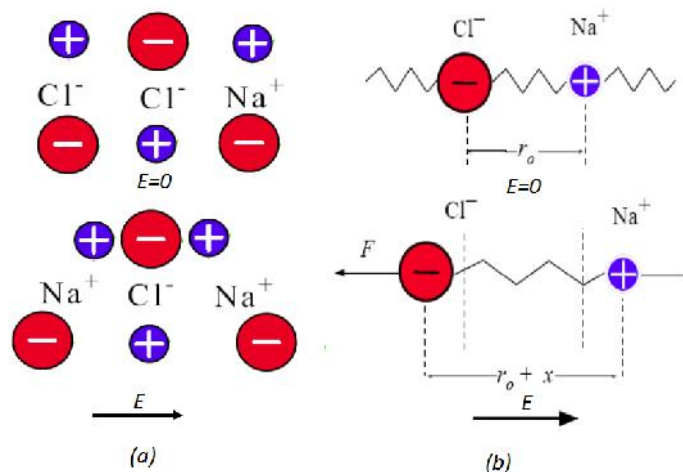 Cl⁻ Cl⁻ Na⁺
E=0
Na⁺ Cl⁻ Na⁺
E
(a)
Cl⁻ Na⁺
rₒ
E=0
Cl⁻ Na⁺
F
rₒ + x
E
(b)